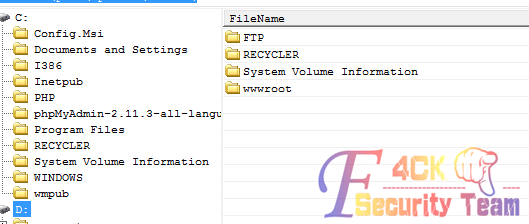 C:
Config.Msi
Documents and Settings
I386
Inetpub
PHP
phpMyAdmin-2.11.3-all-langu
Program Files
RECYCLER
System Volume Information
WINDOWS
wmpub
D:
FileName
FTP
RECYCLER
System Volume Information
wwwroot
F4CK
Security Team